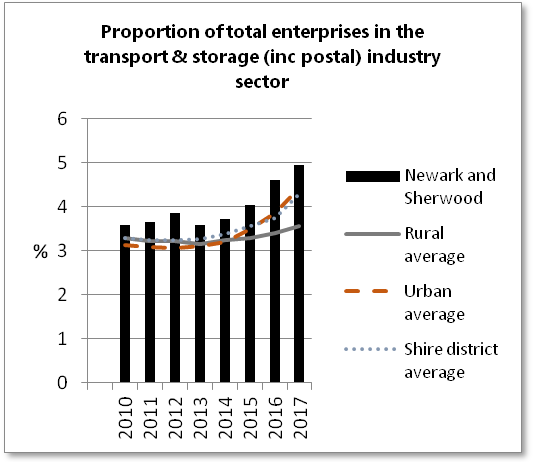 Proportion of total enterprises in the
transport & storage (inc postal) industry
sector
6
5
4
3
2
1
0
%
2010
2011
2012
2013
2014
2015
2016
2017
Newark and
Sherwood
Rural
average
Urban
average
Shire district
average